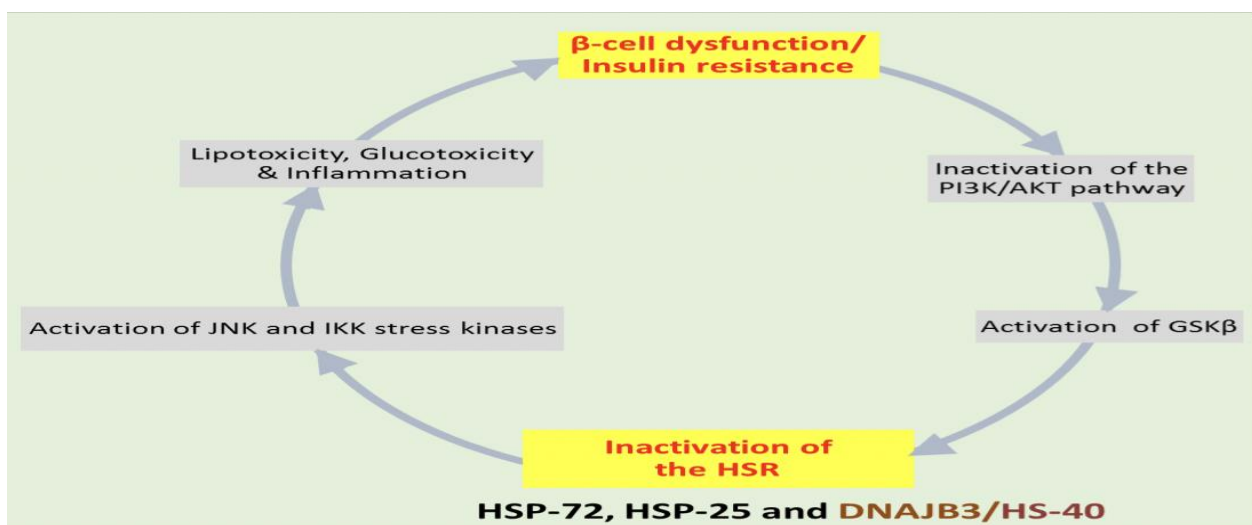 β-cell dysfunction/
Insulin resistance
Lipotoxicity, Glucotoxicity
& Inflammation
Inactivation of the
PI3K/AKT pathway
Activation of JNK and IKK stress kinases
Activation of GSKβ
Inactivation of
the HSR
HSP-72, HSP-25 and DNAJB3/HS-40